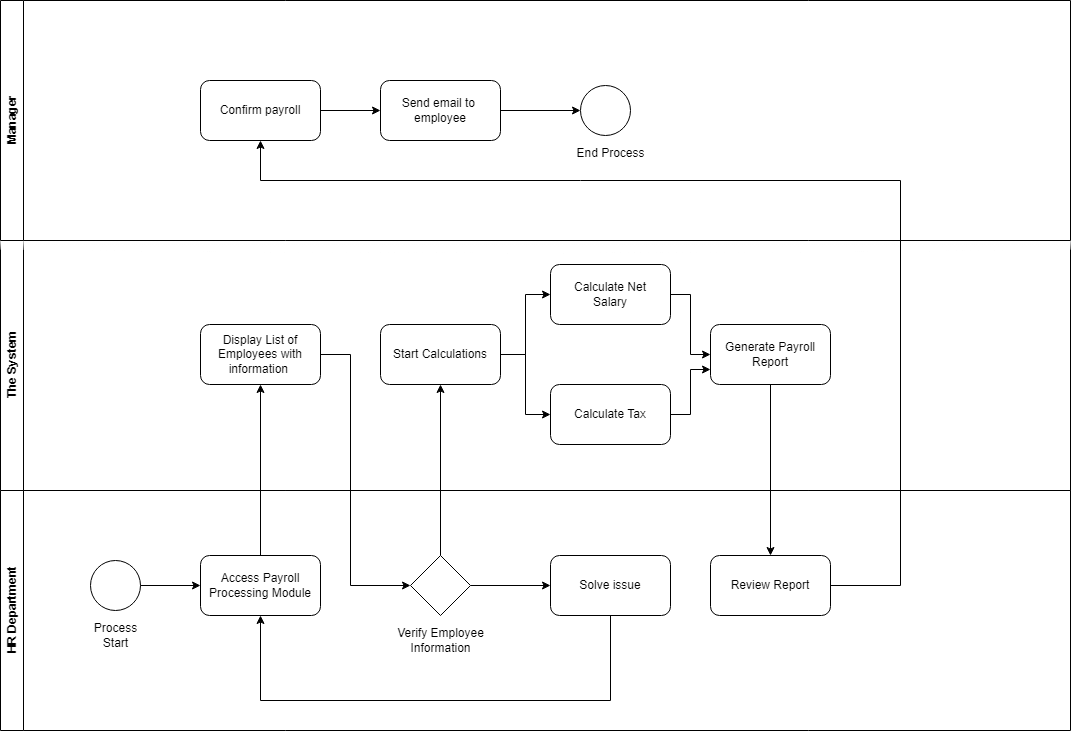 Manager
Confirm payroll
Send email to
employee
End Process
The System
Display List of
Employees with
information
Start Calculations
Calculate Net
Salary
Calculate Tax
Generate Payroll
Report
HR Department
Process
Start
Access Payroll
Processing Module
Verify Employee
Information
Solve issue
Review Report